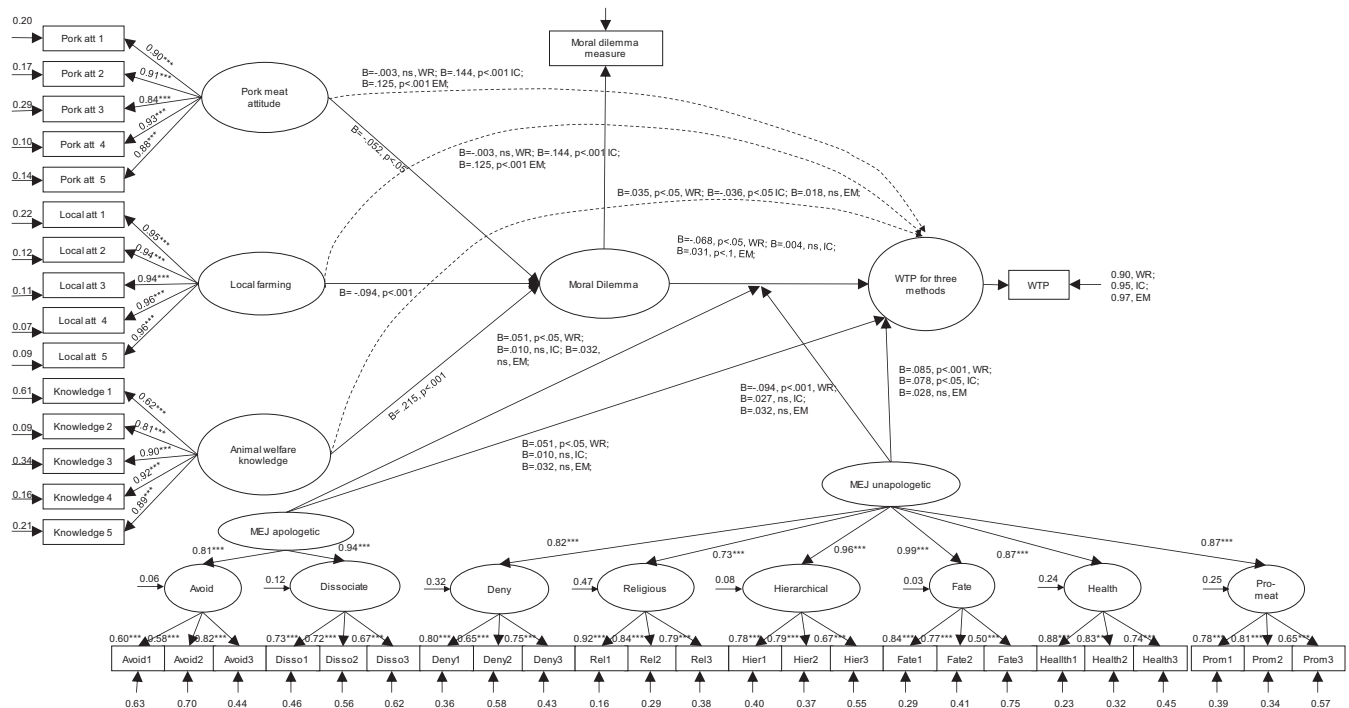 0.20
Pork att 1
0.17
Pork att 2
0.29
Pork att 3
0.10
Pork att 4
0.14
Pork att 5
0.90***
0.91***
0.84***
0.93***
0.88***
Pork meat
attitude
0.22
Local att 1
0.12
Local att 2
0.11
Local att 3
0.07
Local att 4
0.09
Local att 5
0.95***
0.94***
0.94***
0.96***
0.96***
Local farming
0.61
Knowledge 1
0.09
Knowledge 2
0.34
Knowledge 3
0.16
Knowledge 4
0.21
Knowledge 5
0.62***
0.81***
0.90***
0.92***
0.89***
Animal welfare
knowledge
Moral dilemma
measure
B=-.003, ns, WR; B=.144, p<.001 IC;
B=.125, p<.001 EM;
B= -.052, p<.05
B=-.003, ns, WR; B=.144, p<.001 IC;
B=.125, p<.001 EM;
B=.035, p<.05, WR; B=-.036, p<.05 IC; B=.018, ns, EM;
B=-.068, p<.05, WR; B=.004, ns, IC;
B=.031, p<.1, EM;
B= -.094, p<.001
Moral Dilemma
WTP for three
methods
WTP
0.90, WR;
0.95, IC;
0.97, EM
B=.051, p<.05, WR;
B=.010, ns, IC; B=.032,
ns, EM;
B=.215, p<.001
B=-.094, p<.001, WR;
B=.027, ns, IC;
B=.032, ns, EM
B=.085, p<.001, WR;
B=.078, p<.05, IC;
B=.028, ns, EM
B=.051, p<.05, WR;
B=.010, ns, IC;
B=.032, ns, EM;
MEJ apologetic
MEJ unapologetic
0.81***
0.94***
0.82***
0.73***
0.96***
0.99***
0.87***
0.87***
0.06
Avoid
0.12
Dissociate
0.32
Deny
0.47
Religious
0.08
Hierarchical
0.03
Fate
0.24
Health
0.25
Pro-
meat
0.60***
0.58***
0.82***
0.73***
0.72***
0.67***
0.80***
0.65***
0.75***
0.92***
0.84***
0.79***
0.78***
0.79***
0.67***
0.84***
0.77***
0.50***
0.88***
0.83***
0.74***
0.78***
0.81***
0.65***
Avoid1
Avoid2
Avoid3
Disso1
Disso2
Disso3
Deny1
Deny2
Deny3
Rel1
Rel2
Rel3
Hier1
Hier2
Hier3
Fate1
Fate2
Fate3
Heallth1
Health2
Health3
Prom1
Prom2
Prom3
0.63
0.70
0.44
0.46
0.56
0.62
0.36
0.58
0.43
0.16
0.29
0.38
0.40
0.37
0.55
0.29
0.41
0.75
0.23
0.32
0.45
0.39
0.34
0.57